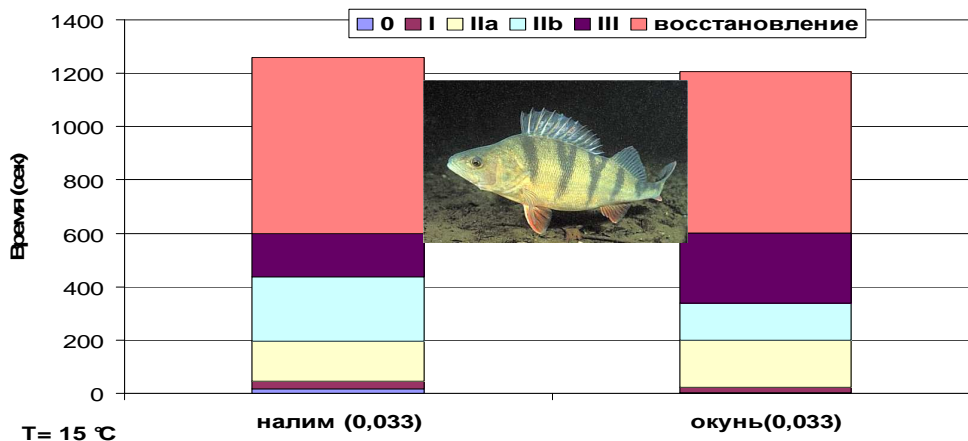 0 I IIa IIb III восстановление
1400
1200
1000
800
600
400
200
0
Время (сек)
налим (0,033) окунь(0,033)
T= 15 °C